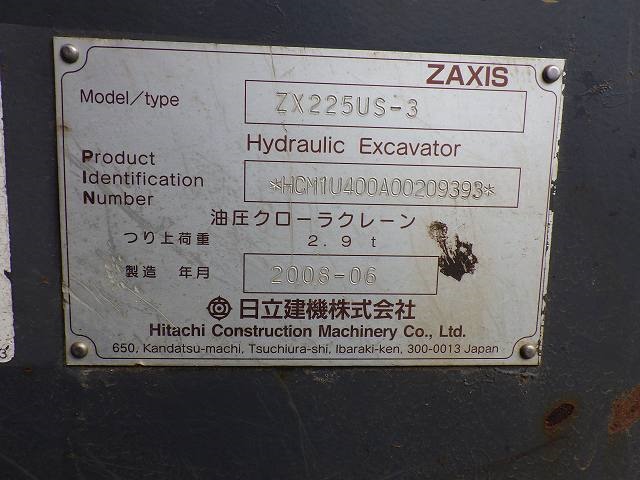 ZAXIS
Model/type ZX225US-3
Hydraulic Excavator
Product
Identification
Number
*HCM1U400A00209393*
油圧クローラクレーン
つり上荷重 2.9 t
製造 年月 2008-06
日立建機株式会社
Hitachi Construction Machinery Co., Ltd.
650, Kandatsu-machi, Tsuchiura-shi, Ibaraki-ken, 300-0013 Japan
3